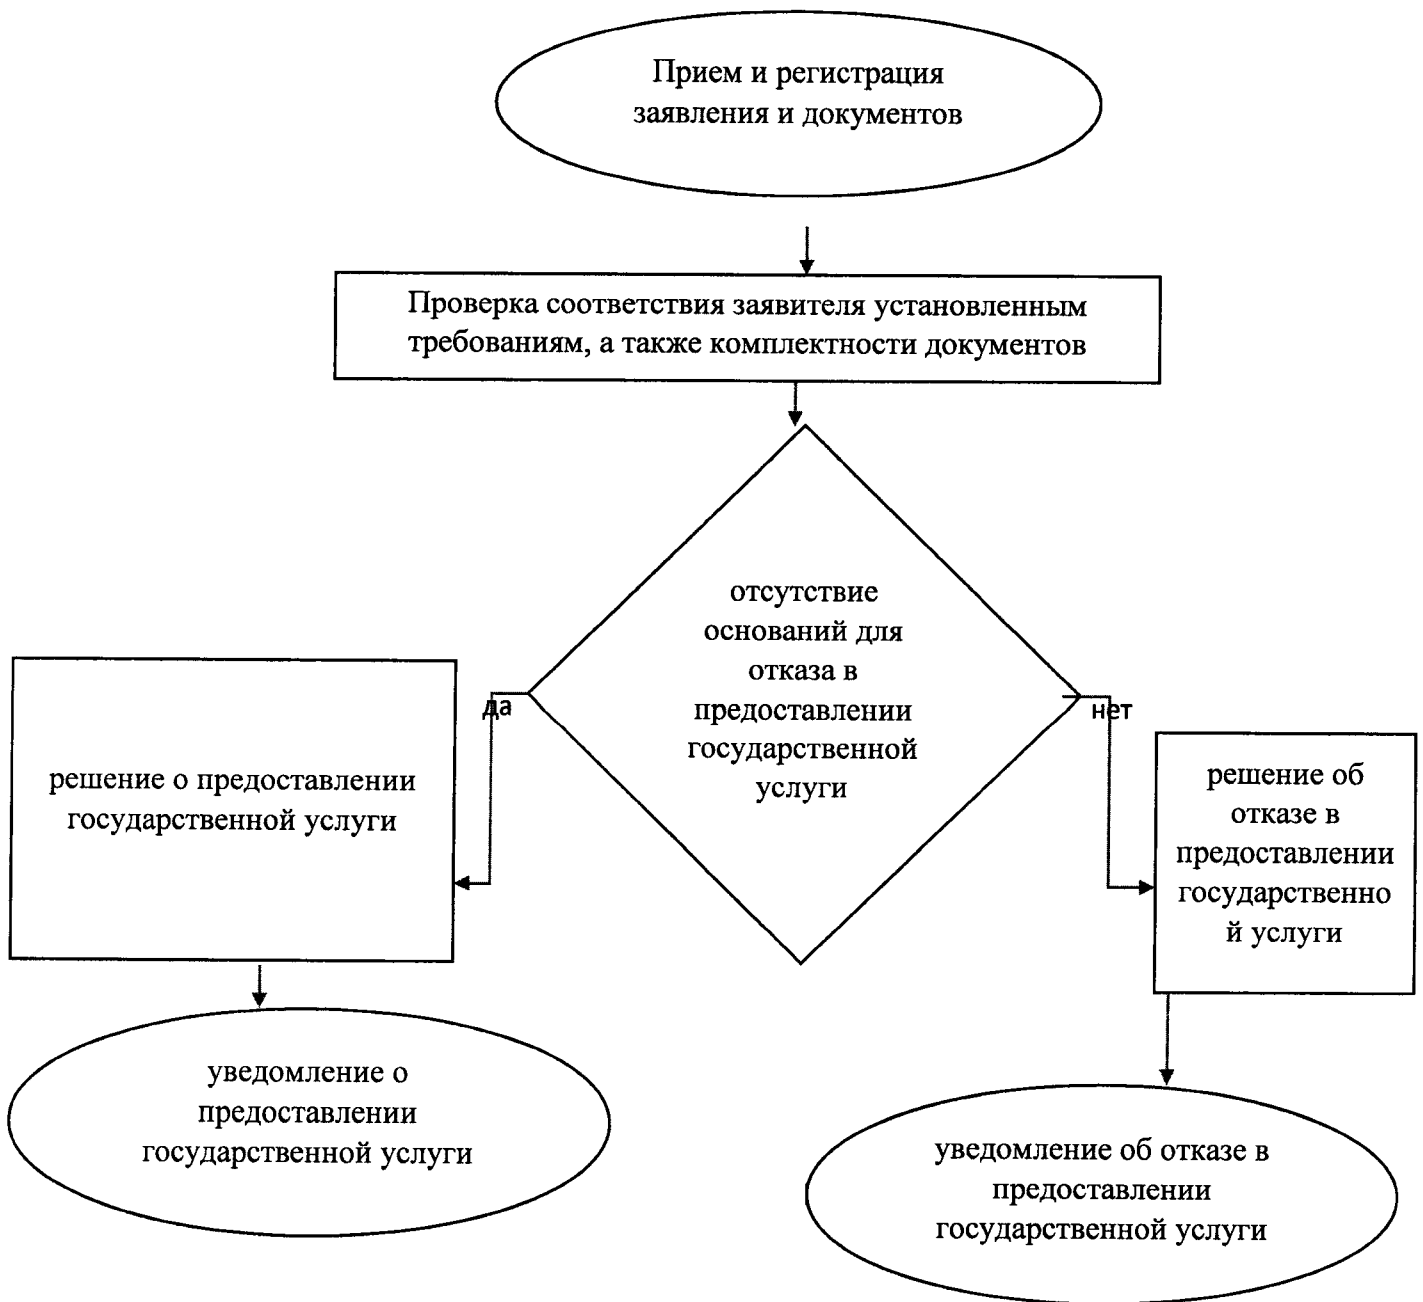 Прием и регистрация
заявления и документов
Проверка соответствия заявителя установленным
требованиям, а также комплектности документов
отсутствие
оснований для
отказа в
предоставлении
государственной
услуги
да
нет
решение о предоставлении
государственной услуги
решение об
отказе в
предоставлении
государственно
й услуги
уведомление о
предоставлении
государственной услуги
уведомление об отказе в
предоставлении
государственной услуги